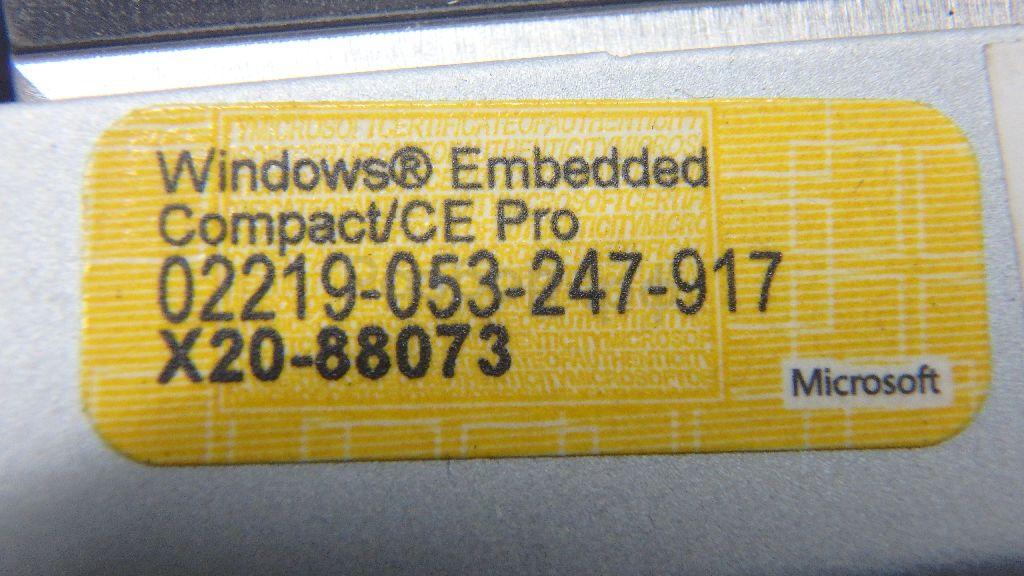 Windows® Embedded
Compact/CE Pro
02219-053-247-917
X20-88073
Microsoft